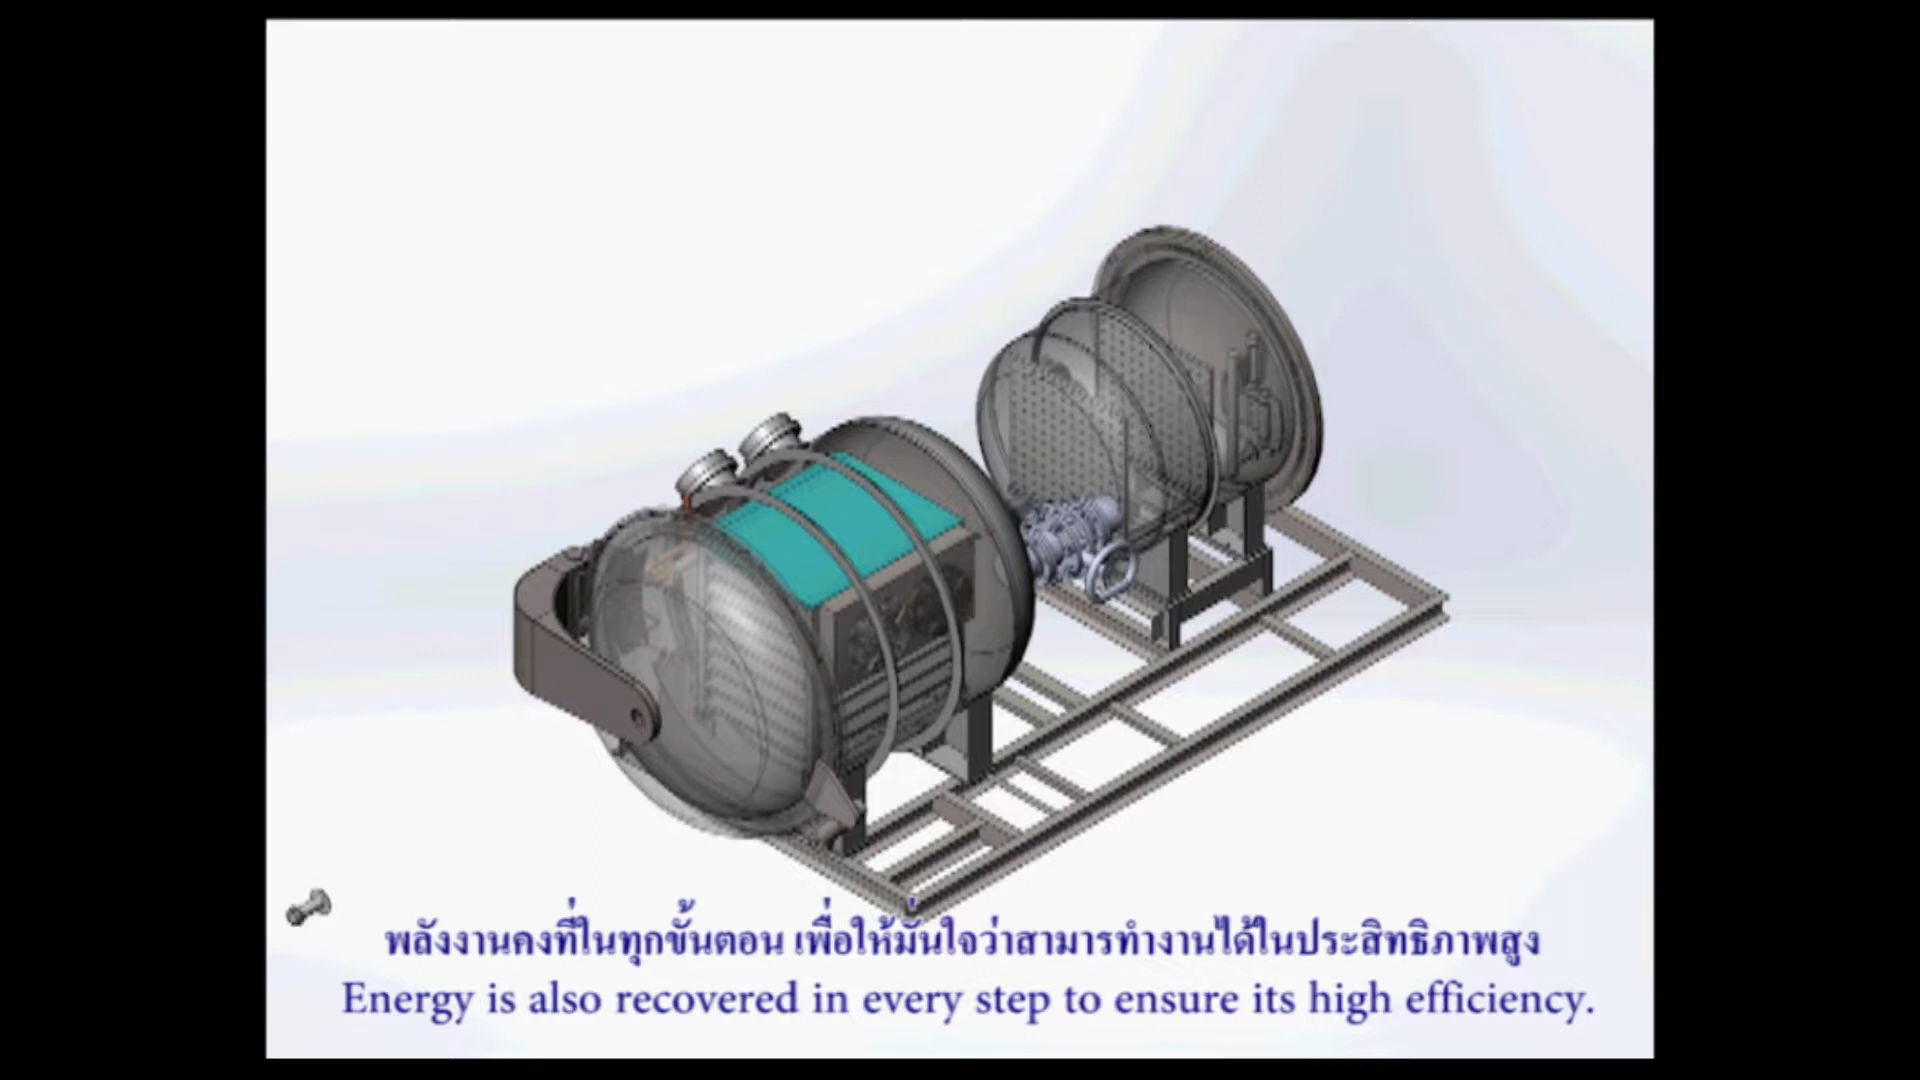 พลังงานคงที่ในทุกขั้นตอน เพื่อให้มั่นใจว่าสามารทำงานได้ในประสิทธิภาพสูง
Energy is also recovered in every step to ensure its high efficiency.